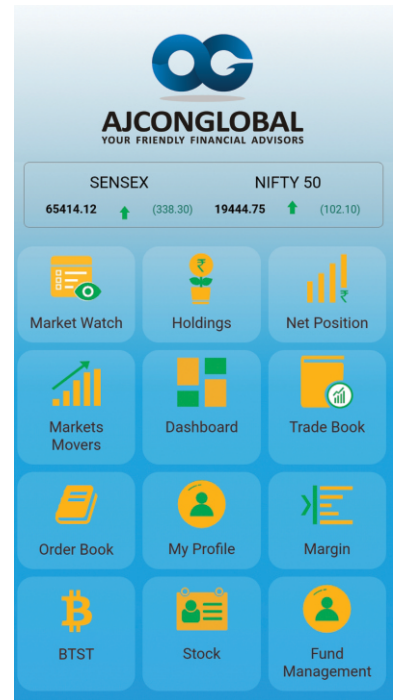 AJCONGLOBAL
YOUR FRIENDLY FINANCIAL ADVISORS
SENSEX NIFTY 50
65414.12 (338.30) 19444.75 (102.10)
Market Watch Holdings Net Position
Markets Movers Dashboard Trade Book
Order Book My Profile Margin
BTST Stock Fund Management